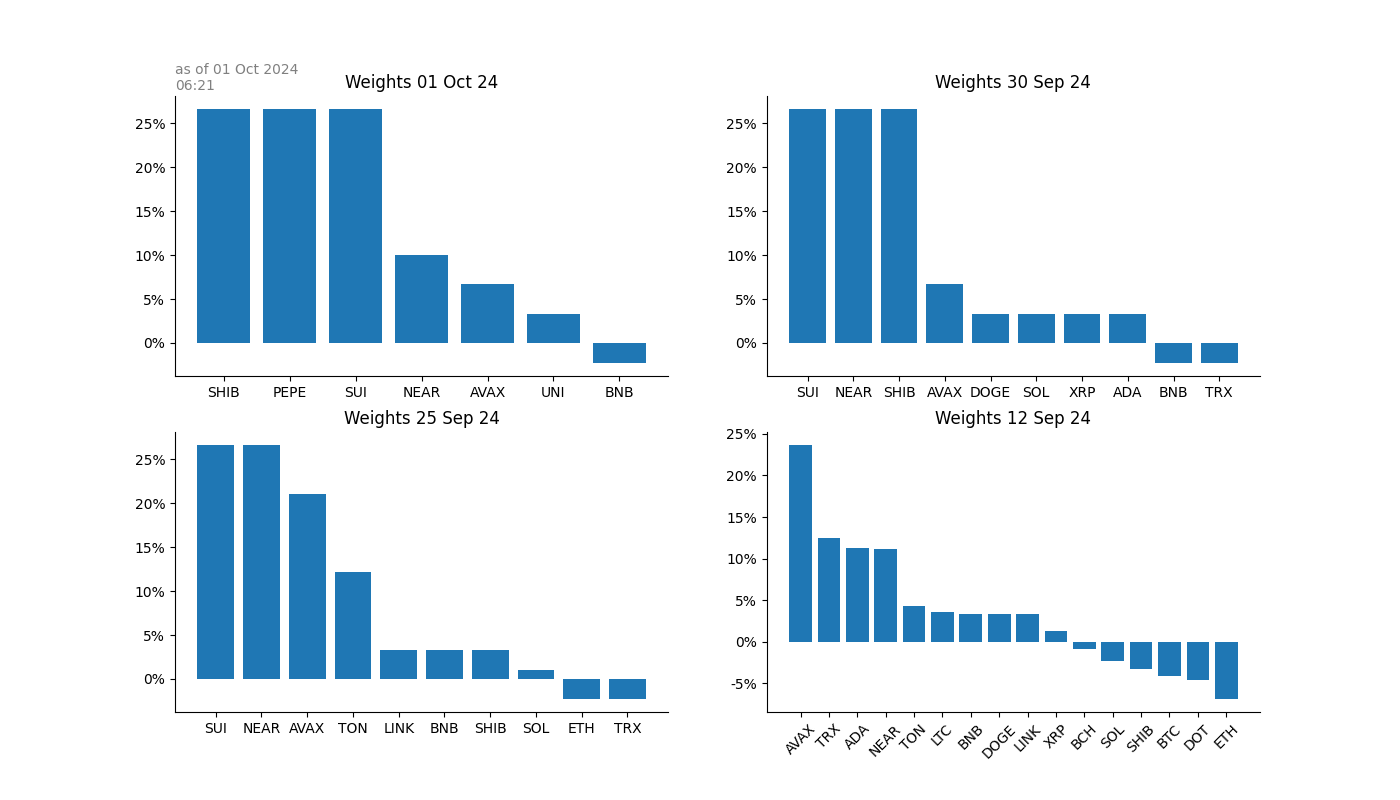 as of 01 Oct 2024
06:21
Weights 01 Oct 24
25%
20%
15%
10%
5%
0%
SHIB PEPE SUI NEAR AVAX UNI BNB
Weights 30 Sep 24
25%
20%
15%
10%
5%
0%
SUI NEAR SHIB AVAX DOGE SOL XRP ADA BNB TRX
Weights 25 Sep 24
25%
20%
15%
10%
5%
0%
SUI NEAR AVAX TON LINK BNB SHIB SOL ETH TRX
Weights 12 Sep 24
25%
20%
15%
10%
5%
0%
-5%
AVAX TRX ADA NEAR TON LTC BNB DOGE LINK XRP BCH SOL SHIB BTC DOT ETH